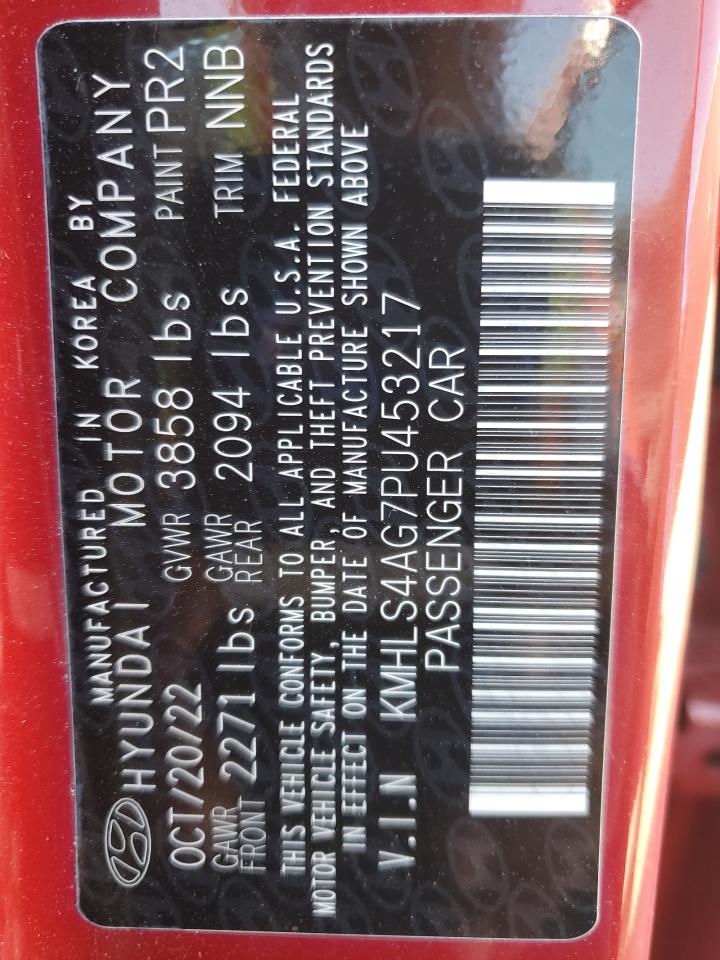 MANUFACTURED IN KOREA BY
HYUNDAI MOTOR COMPANY
OCT/20/22 GVWR 3858 lbs PAINT PR2
GAWR FRONT 2271 lbs GAWR REAR 2094 lbs TRIM NNB
THIS VEHICLE CONFORMS TO ALL APPLICABLE U.S.A. FEDERAL
MOTOR VEHICLE SAFETY, BUMPER, AND THEFT PREVENTION STANDARDS
IN EFFECT ON THE DATE OF MANUFACTURE SHOWN ABOVE
V.I.N KMHLS4AG7PU453217
PASSENGER CAR